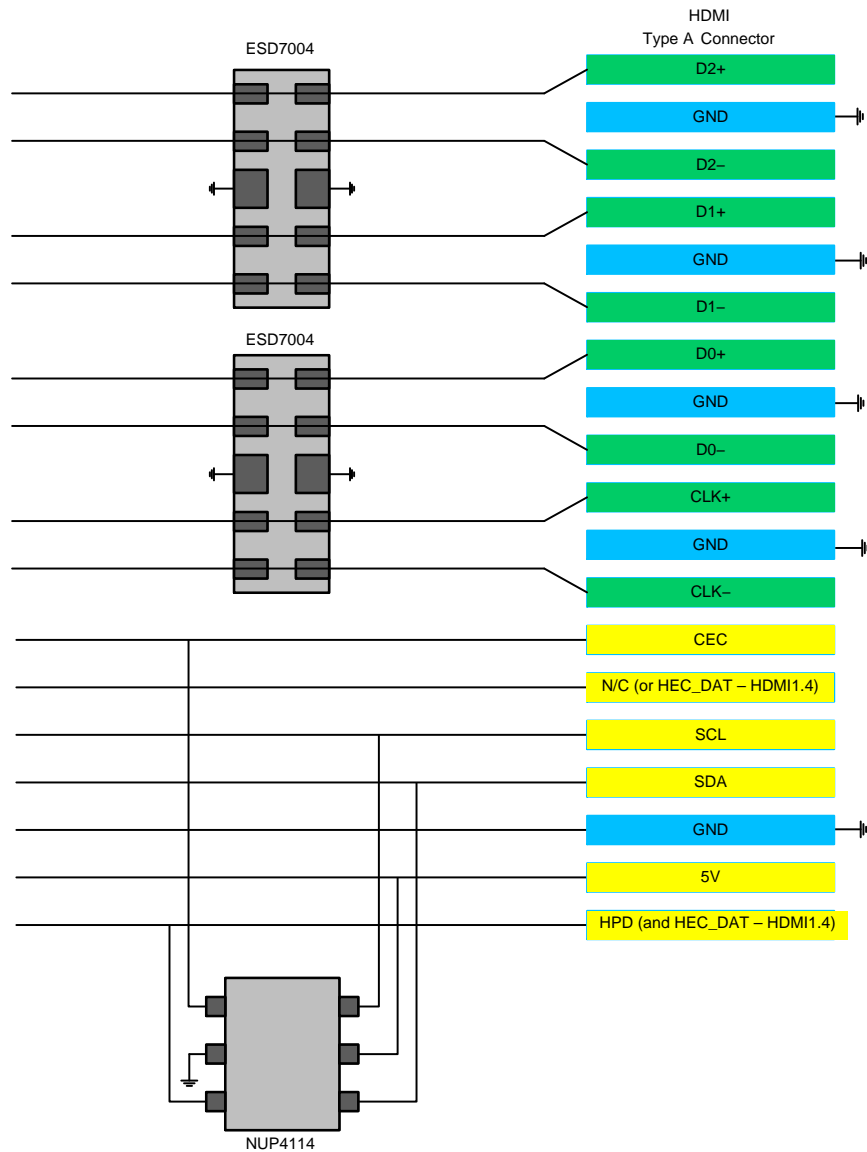 HDMI
Type A Connector
ESD7004
D2+
GND
D2–
D1+
GND
D1–
ESD7004
D0+
GND
D0–
CLK+
GND
CLK–
CEC
N/C (or HEC_DAT – HDMI1.4)
SCL
SDA
GND
5V
HPD (and HEC_DAT – HDMI1.4)
NUP4114